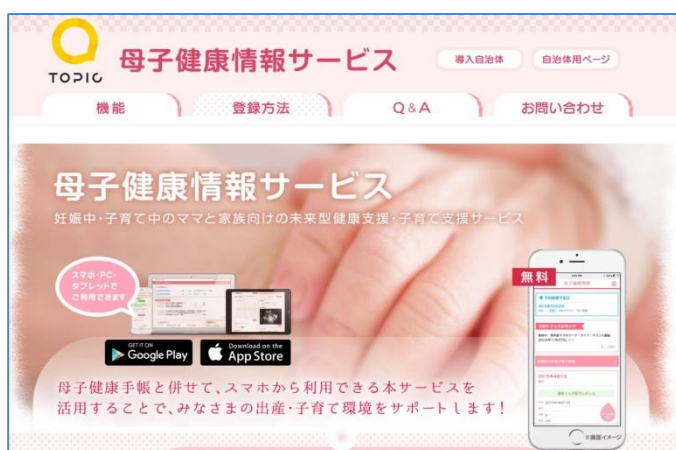 TOPIC
母子健康情報サービス
導入自治体
自治体用ページ
機能
登録方法
Q&A
お問い合わせ
母子健康情報サービス
妊娠中・子育て中のママと家族向けの未来型健康支援・子育て支援サービス
スマホ・PC・
タブレットで
ご利用できます
無料
GET IT ON
Google Play
Download on the
App Store
母子健康手帳と併せて、スマホから利用できる本サービスを
活用することで、みなさまの出産・子育て環境をサポートします!
※画面イメージ